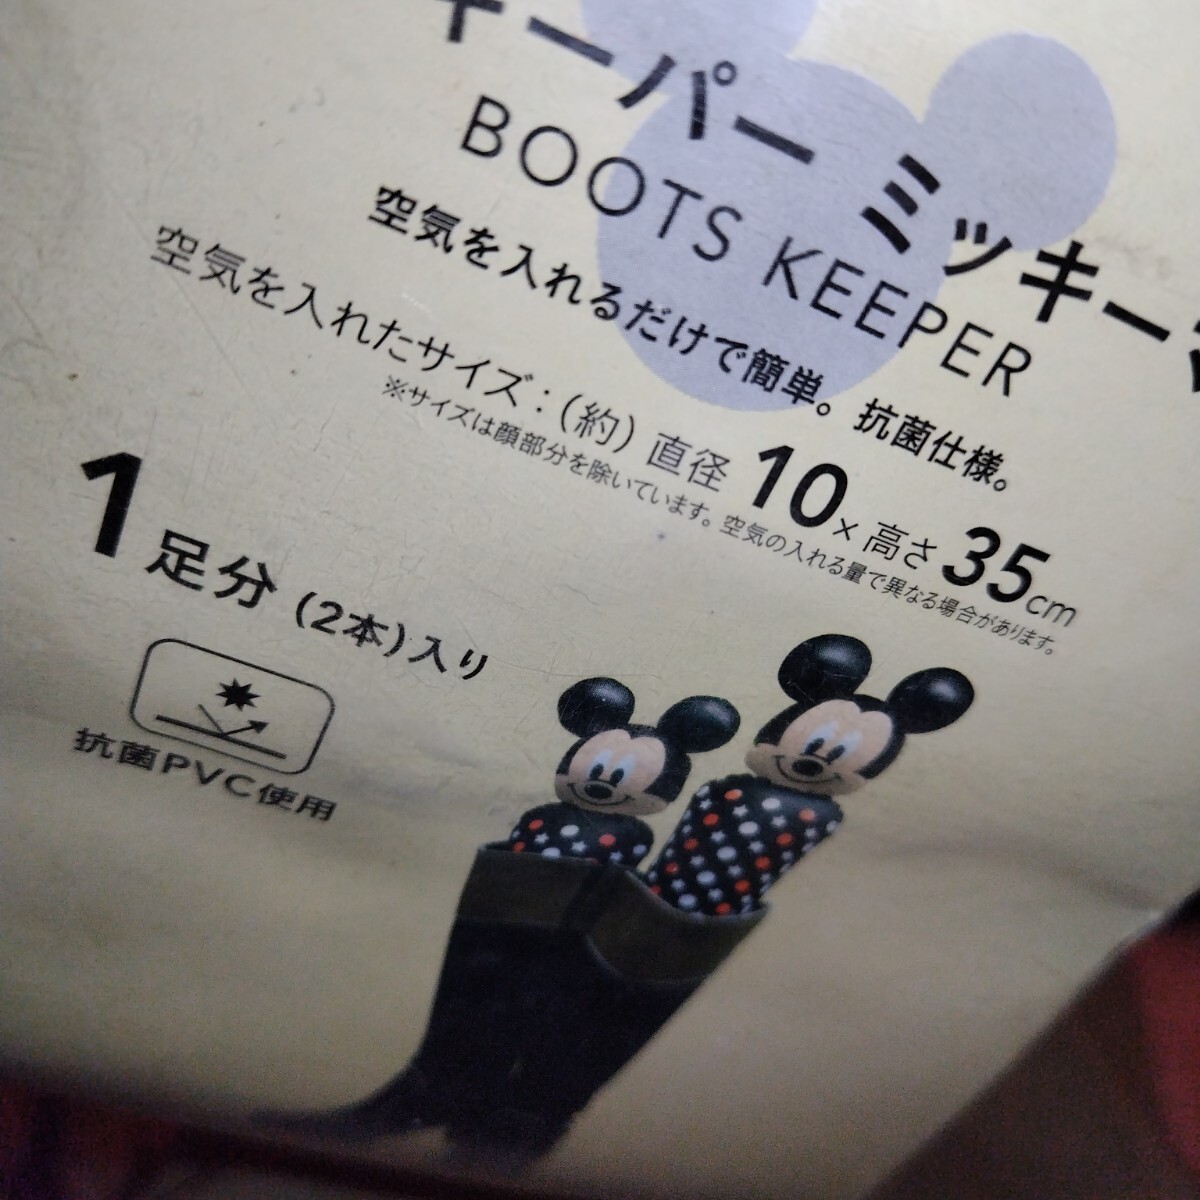 キーパー ミッキーマ
BOOTS KEEPER
空気を入れるだけで簡単。抗菌仕様。
空気を入れたサイズ：(約) 直径 10×高さ 35cm
※サイズは顔部分を除いています。空気の入れる量で異なる場合があります。
1足分 (2本)入り
抗菌PVC使用